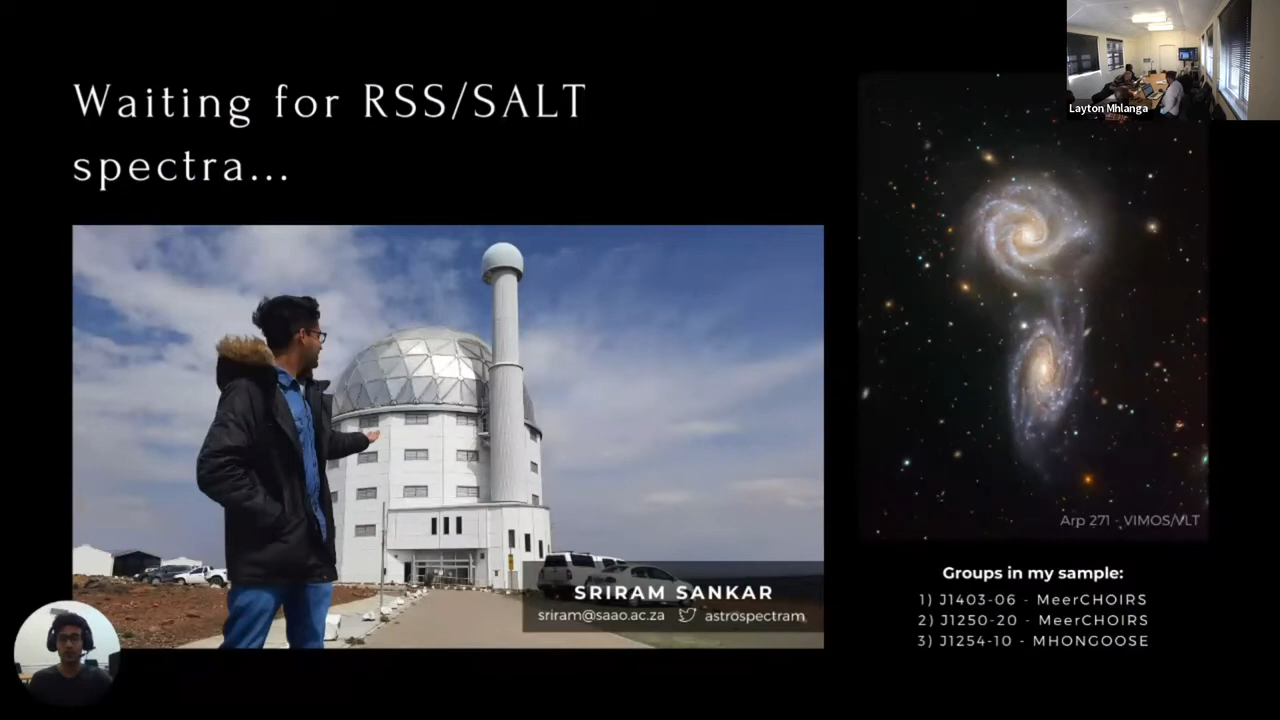 Waiting for RSS/SALT
spectra...
Layton Mhlanga
Arp 271 - VIMOS/VLT
SRIRAM SANKAR
sriram@saao.ac.za astrospectram
Groups in my sample:
1) J1403-06 - MeerCHOIRS
2) J1250-20 - MeerCHOIRS
3) J1254-10 - MHONGOOSE